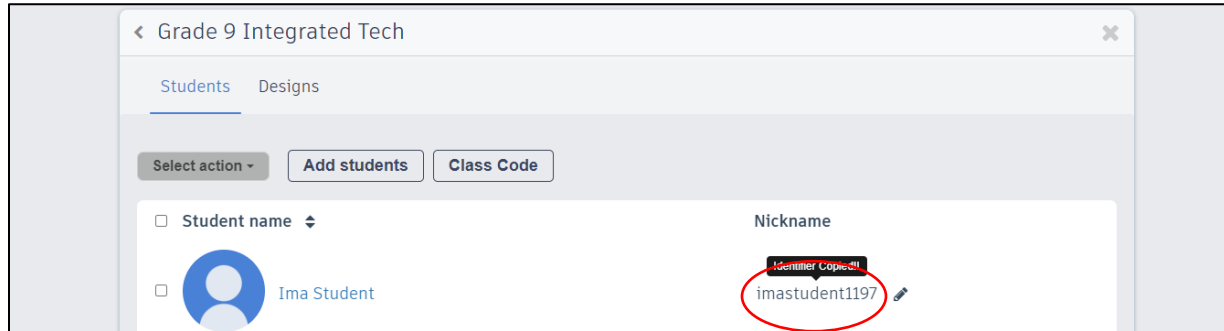 Grade 9 Integrated Tech
Students Designs
Select action Add students Class Code
Student name Nickname
Identifier Copied!!
Ima Student imastudent1197